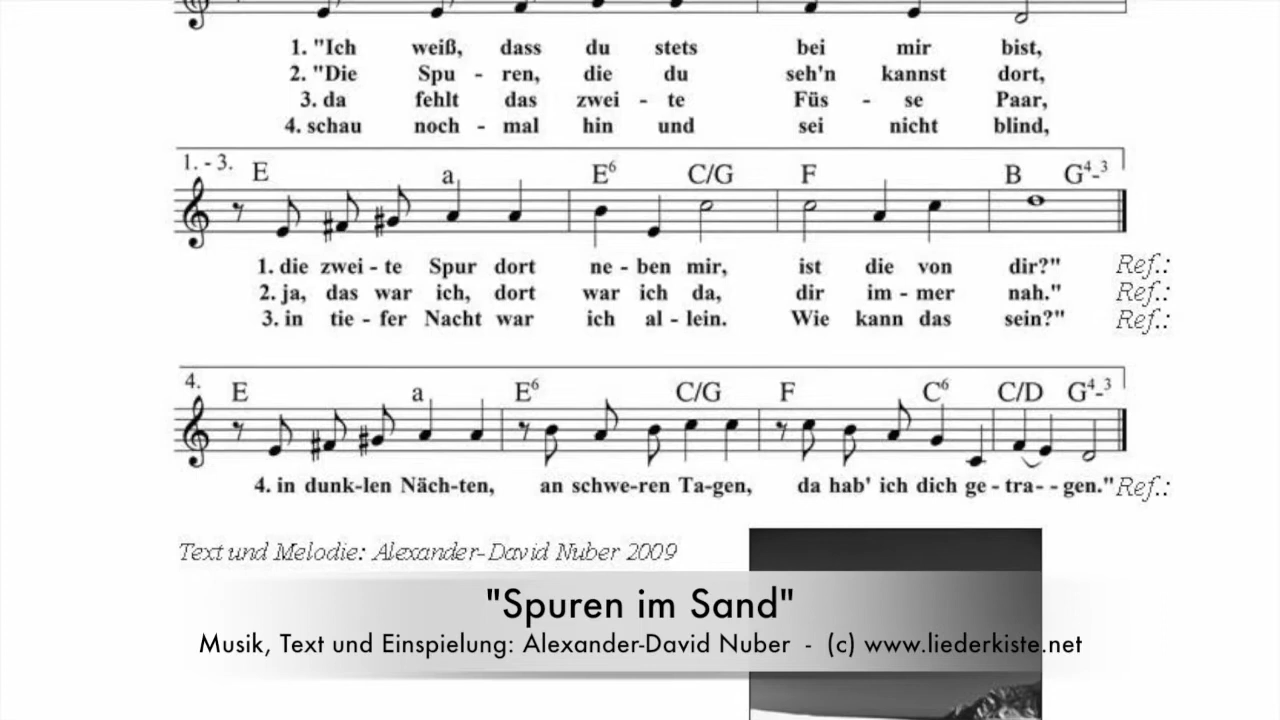 1. "Ich weiß, dass du stets bei mir bist,
2. "Die Spu - ren, die du seh'n kannst dort,
3. da fehlt das zwei - te Füs - se Paar,
4. schau noch - mal hin und sei nicht blind,
1. - 3. E a E6 C/G F B G4-3
1. die zwei - te Spur dort ne - ben mir, ist die von dir?" Ref.:
2. ja, das war ich, dort war ich da, dir im - mer nah." Ref.:
3. in tie - fer Nacht war ich al - lein. Wie kann das sein?" Ref.:
4. E a E6 C/G F C6 C/D G4-3
4. in dunk-len Näch-ten, an schwe-ren Ta-gen, da hab' ich dich ge - tra - - gen." Ref.:
Text und Melodie: Alexander-David Nuber 2009
"Spuren im Sand"
Musik, Text und Einspielung: Alexander-David Nuber - (c) www.liederkiste.net